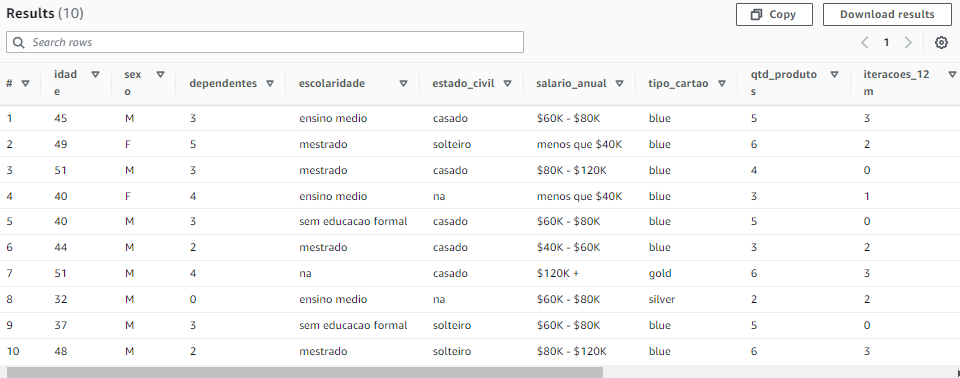 Results (10) Copy Download results
Search rows 1
# idade sexo dependentes escolaridade estado_civil salario_anual tipo_cartao qtd_produtos iteracoes_12m
1 45 M 3 ensino medio casado $60K - $80K blue 5 3
2 49 F 5 mestrado solteiro menos que $40K blue 6 2
3 51 M 3 mestrado casado $80K - $120K blue 4 0
4 40 F 4 ensino medio na menos que $40K blue 3 1
5 40 M 3 sem educacao formal casado $60K - $80K blue 5 0
6 44 M 2 mestrado casado $40K - $60K blue 3 2
7 51 M 4 na casado $120K + gold 6 3
8 32 M 0 ensino medio na $60K - $80K silver 2 2
9 37 M 3 sem educacao formal solteiro $60K - $80K blue 5 0
10 48 M 2 mestrado solteiro $80K - $120K blue 6 3